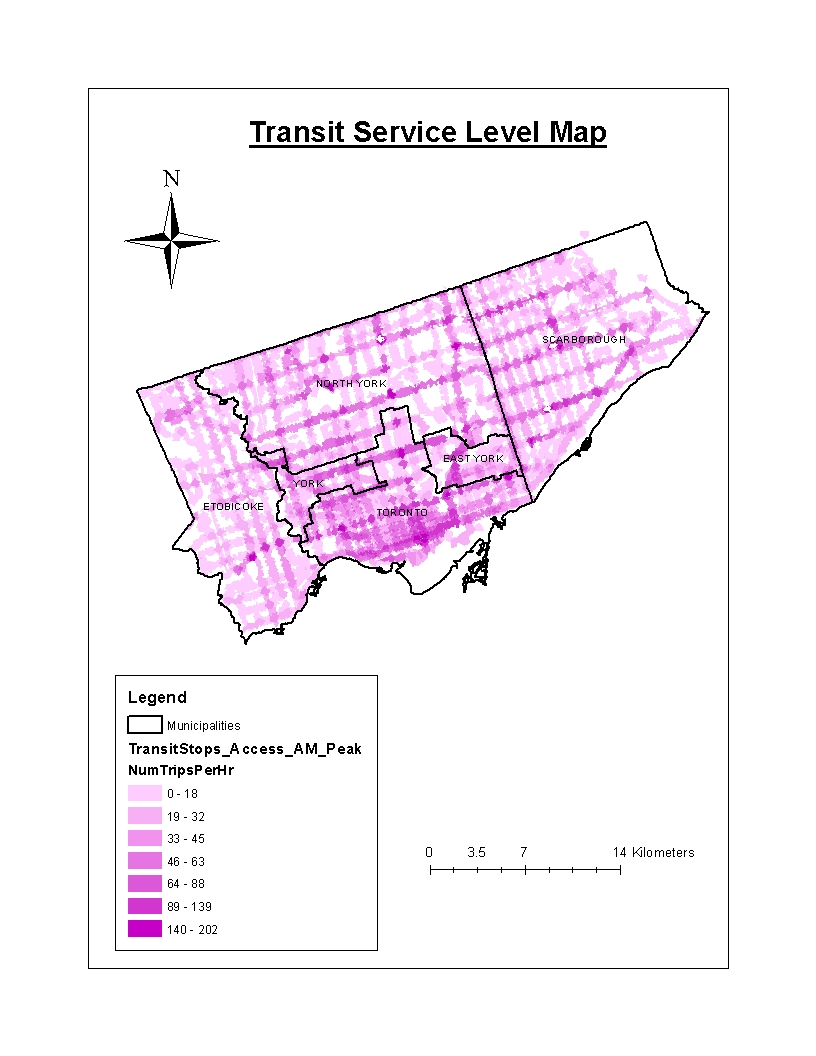 Transit Service Level Map
N
SCARBOROUGH
NORTH YORK
EAST YORK
YORK
ETOBICOKE
TORONTO
Legend
Municipalities
TransitStops_Access_AM_Peak
NumTripsPerHr
0 - 18
19 - 32
33 - 45
46 - 63
64 - 88
89 - 139
140 - 202
0 3.5 7 14 Kilometers